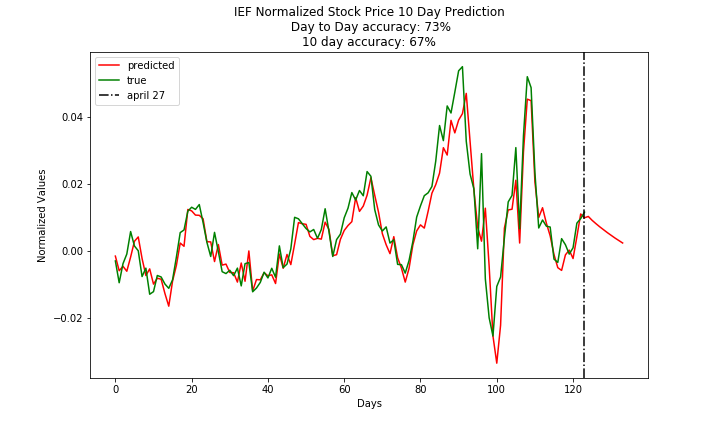 IEF Normalized Stock Price 10 Day Prediction
Day to Day accuracy: 73%
10 day accuracy: 67%
predicted
true
april 27
Normalized Values
0.04
0.02
0.00
−0.02
0
20
40
60
80
100
120
Days